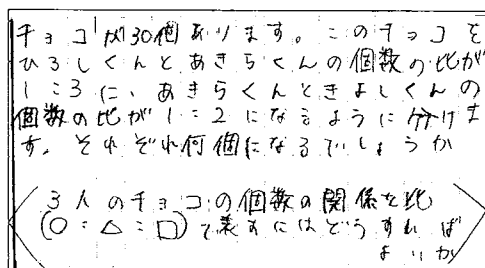 チョコが30個あります。このチョコを
ひろしくんとあきらくんの個数の比が
1:3に、あきらくんときよしくんの
個数の比が1:2になるように分けま
す。それぞれ何個になるでしょうか
3人のチョコの個数の関係を比
(○:△:□)で表すにはどうすれば
よいか